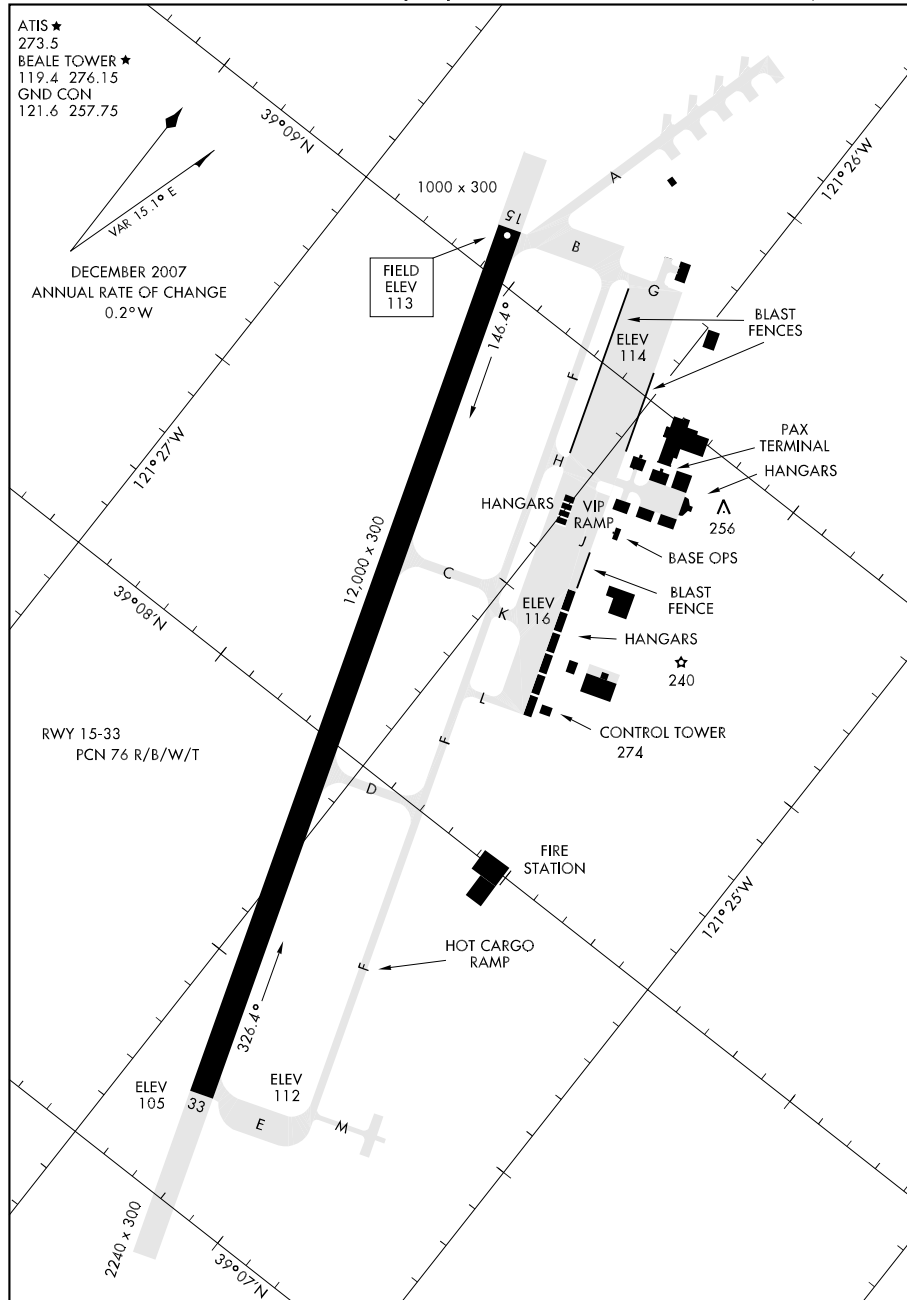 ATIS ★
273.5
BEALE TOWER ★
119.4 276.15
GND CON
121.6 257.75
VAR 15.1° E
DECEMBER 2007
ANNUAL RATE OF CHANGE
0.2° W
39°09'N
121°26'W
1000 x 300
15
A
B
G
FIELD
ELEV
113
146.4°
BLAST
FENCES
ELEV
114
F
121°27'W
PAX
TERMINAL
HANGARS
H
HANGARS
VIP
RAMP
256
J
BASE OPS
12,000 x 300
C
BLAST
FENCE
39°08'N
K
ELEV
116
HANGARS
240
L
RWY 15-33
PCN 76 R/B/W/T
F
CONTROL TOWER
274
D
FIRE
STATION
121°25'W
HOT CARGO
RAMP
F
326.4°
ELEV
105
33
ELEV
112
E
M
2240 x 300
39°07'N